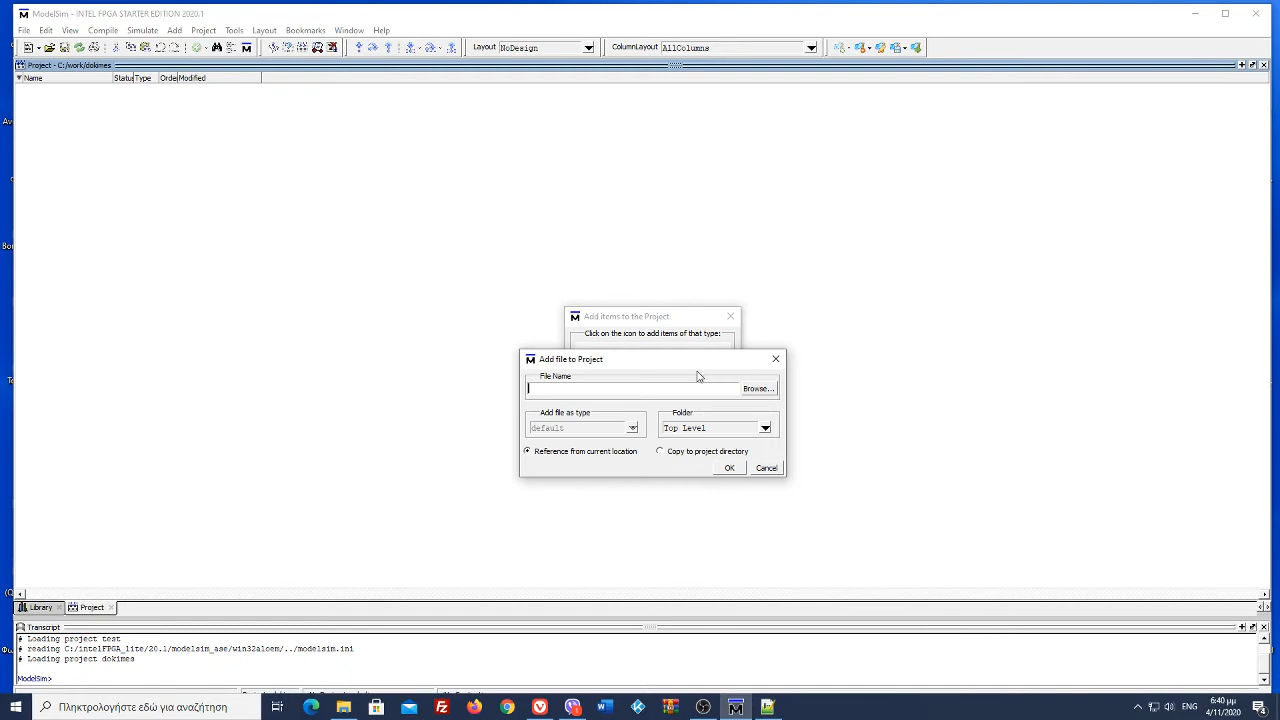 ModelSim - INTEL FPGA STARTER EDITION 2020.1
File Edit View Compile Simulate Add Project Tools Layout Bookmarks Window Help
Layout NoDesign ColumnLayout AllColumns
Project - C:/work/dokimes
Name Statu Type Orde Modified
Add items to the Project
Click on the icon to add items of that type:
Add file to Project
File Name
Browse...
Add file as type Folder
default Top Level
Reference from current location Copy to project directory
OK Cancel
Library Project
Transcript
# Loading project test
# reading C:/intelFPGA_lite/20.1/modelsim_ase/win32aloem/../modelsim.ini
# Loading project dokimes
ModelSim>
Πληκτρολογήστε εδώ για αναζήτηση
ENG
6:40 μμ
4/11/2020